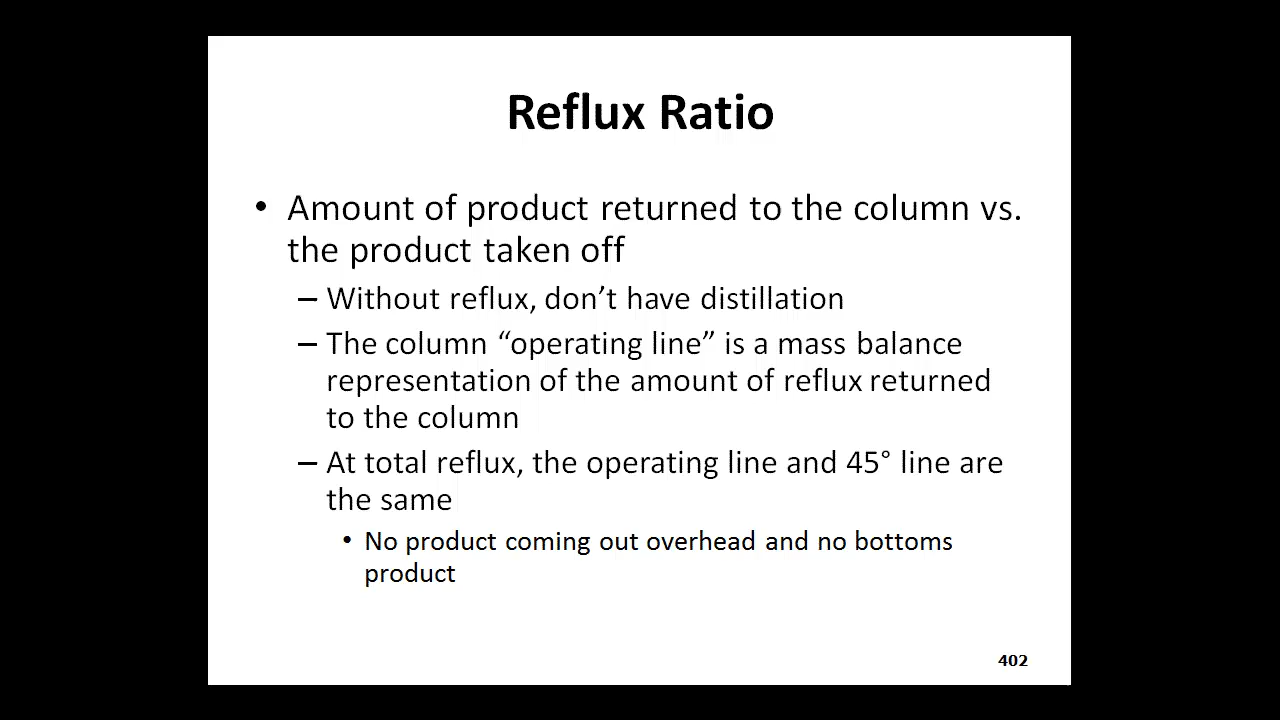 Reflux Ratio
• Amount of product returned to the column vs.
the product taken off
– Without reflux, don’t have distillation
– The column “operating line” is a mass balance
representation of the amount of reflux returned
to the column
– At total reflux, the operating line and 45° line are
the same
• No product coming out overhead and no bottoms
product
402